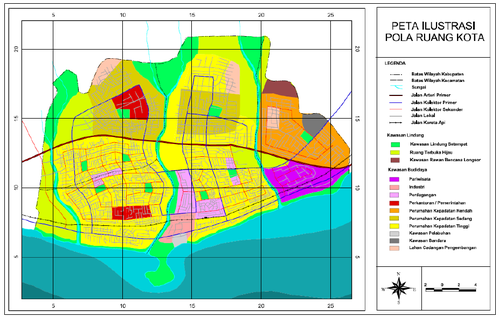 5 10 15 20 25
20 20
15 15
10 10
5 5
5 10 15 20 25
PETA ILUSTRASI
POLA RUANG KOTA
LEGENDA
Batas Wilayah Kabupaten
Batas Wilayah Kecamatan
Sungai
Jalan Arteri Primer
Jalan Kolektor Primer
Jalan Kolektor Sekunder
Jalan Lokal
Jalan Kereta Api
Kawasan Lindung
Kawasan Lindung Setempat
Ruang Terbuka Hijau
Kawasan Rawan Bencana Longsor
Kawasan Budidaya
Pariwisata
Industri
Perdagangan
Perkantoran / Pemerintahan
Perumahan Kepadatan Rendah
Perumahan Kepadatan Sedang
Perumahan Kepadatan Tinggi
Kawasan Pelabuhan
Kawasan Bandara
Lahan Cadangan Pengembangan
N
2 0 2 4